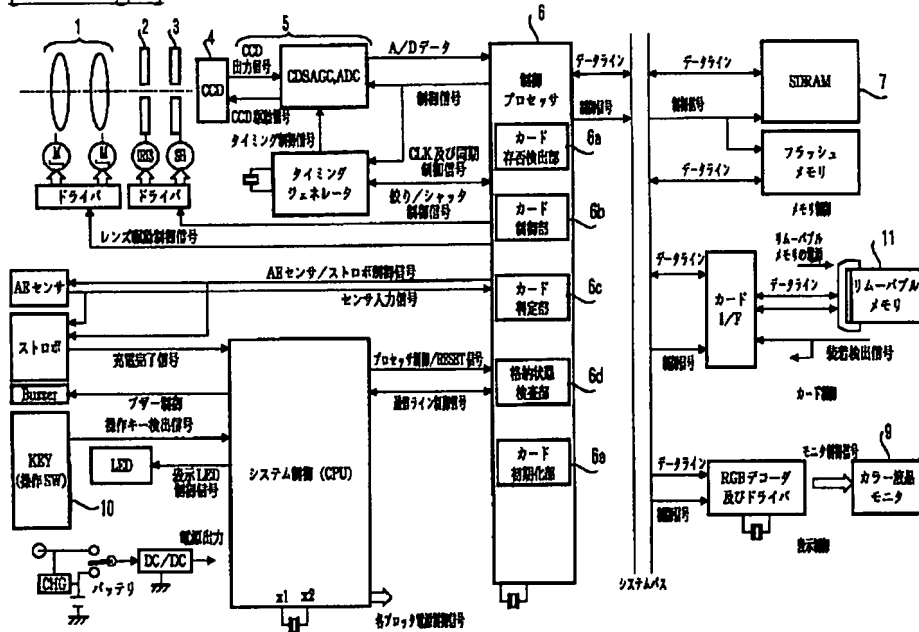 1
2
3
4
5
6
CCD
CCD
出力信号
CCD駆動信号
CDSAGC,ADC
A/Dデータ
制御信号
タイミング制御信号
タイミング
ジェネレータ
CLK及び同期
制御信号
絞り/シャッタ
制御信号
M
M
IRIS
SH
ドライバ
ドライバ
レンズ駆動制御信号
制御
プロセッサ
カード
存否検出部
6a
カード
制御部
6b
カード
判定部
6c
格納状態
検査部
6d
カード
初期化部
6e
データライン
制御信号
システムバス
データライン
制御信号
データライン
SDRAM
7
フラッシュ
メモリ
メモリ制御
データライン
制御信号
カード
I/F
リムーバブル
メモリの電源
データライン
装着検出信号
リムーバブル
メモリ
11
カード制御
データライン
制御信号
RGBデコーダ
及びドライバ
モニタ制御信号
カラー液晶
モニタ
9
表示制御
AEセンサ
AEセンサ/ストロボ制御信号
センサ入力信号
ストロボ
充電完了信号
Buzzer
ブザー制御
KEY
(操作SW)
10
操作キー検出信号
LED
表示LED
制御信号
システム制御 (CPU)
x1 x2
プロセッサ制御/RESET信号
通信ライン制御信号
電源出力
DC/DC
CHG
バッテリ
各ブロック電源制御信号